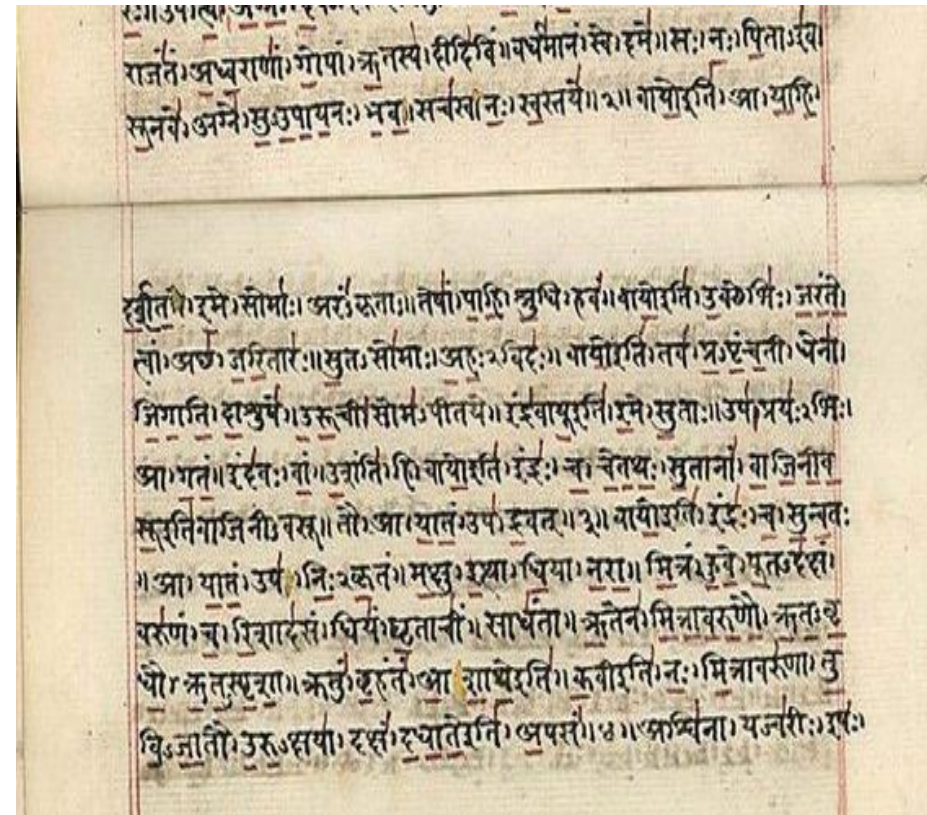 राजंतं। अध्वराणां। गोपां। ऋतस्य। दीदिविं॥ वर्धमानं। स्वे। दमे॥ सः। नः। पिताऽइव।
सूनवे। अग्ने। सुऽउपायनः। भव॥ सचस्व। नः। स्वस्तये॥२॥ वायोइति। आ। याहि।
दर्शत। इमे। सोमाः। अरंऽकृताः॥ तेषां। पाहि। श्रुधि। हवं॥ वायोइति। उक्थेभिः। जरंते।
त्वां। अच्छ। जरितारः॥ सुतऽसोमाः। अहःऽविदः॥ वायोइति। तव। प्रऽपृंचती। धेना।
जिगाति। दाशुषे॥ उरूची। सोमऽपीतये॥ इंद्रवायूइति। इमे। सुताः॥ उप। प्रयःऽभिः।
आ। गतं॥ इंदवः। वां। उशंति। हि। वायोइति। इंद्रः। च। चेतथः। सुतानां। वाजिनीव
सूइतिवाजिनीऽवसू॥ तौ। आ। यातं। उप। द्रवत्॥३॥ वायोइति। इंद्रः। च। सुन्वतः
॥ आ। यातं। उप। निःऽकृतं॥ मक्षु। इत्था। धिया। नरा॥ मित्रं। हुवे। पूतऽदक्षं।
वरुणं। च। रिशादसं। धियं। घृताचीं। साधंता॥ ऋतेन। मित्रावरुणौ। ऋतऽवृ
धौ। ऋतऽस्पृशा॥ क्रतुं। बृहंतं। आशाथेइति॥ कवीइति। नः। मित्रावरुणा। तु
विऽजातौ। उरुऽक्षया। दक्षं। दधातेइति। अपसं॥४॥ अश्विना। यज्वरीः। इषः।